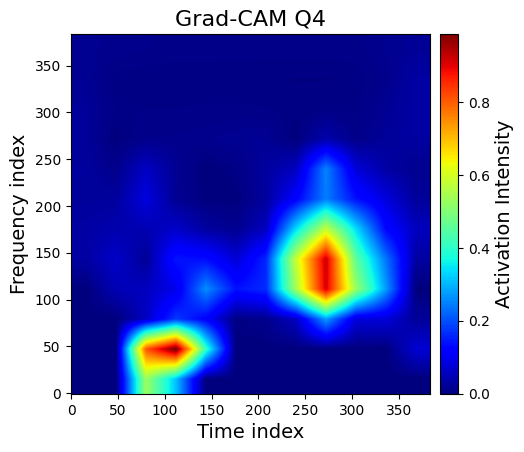 Grad-CAM Q4
Frequency index
350
300
250
200
150
100
50
0
0 50 100 150 200 250 300 350
Time index
0.8
0.6
0.4
0.2
0.0
Activation Intensity